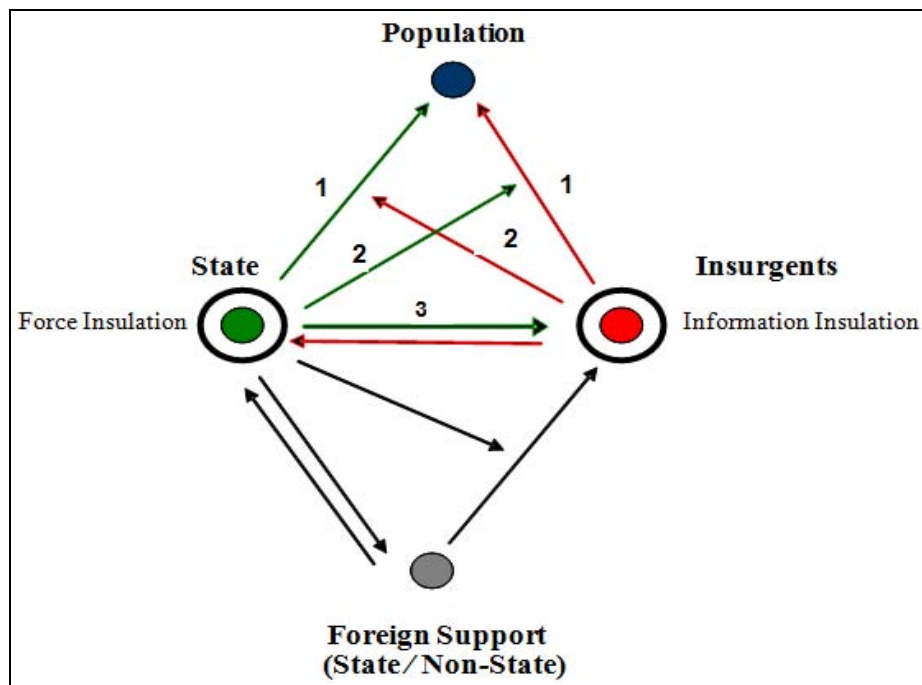 Population
1
1
2
2
State
Insurgents
Force Insulation
3
Information Insulation
Foreign Support
(State/Non-State)